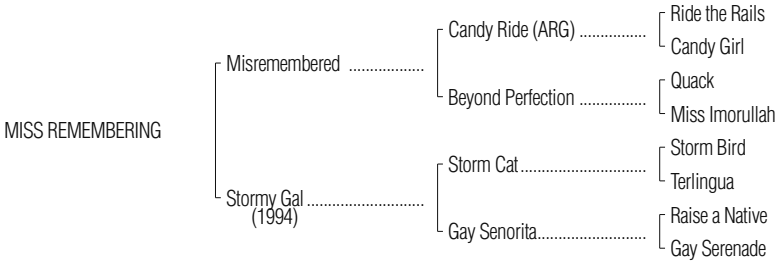 Ride the Rails
Candy Ride (ARG) ................
Candy Girl
Misremembered ..................
Quack
Beyond Perfection ................
Miss Imorullah
MISS REMEMBERING
Storm Bird
Storm Cat.............................
Terlingua
Stormy Gal ...........................
(1994)
Raise a Native
Gay Senorita.........................
Gay Serenade